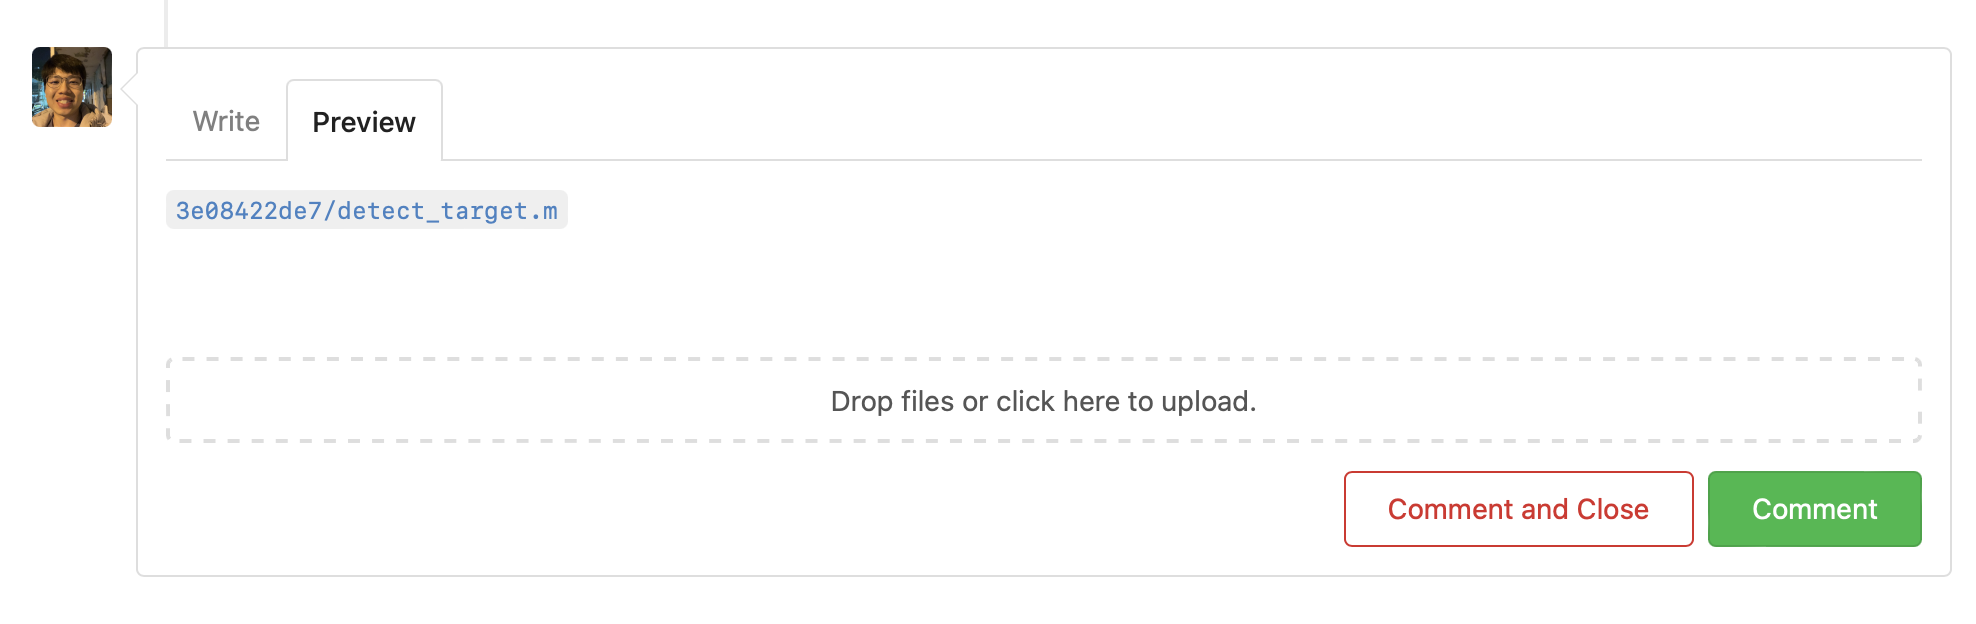 Write
Preview
3e08422de7/detect_target.m
Drop files or click here to upload.
Comment and Close
Comment